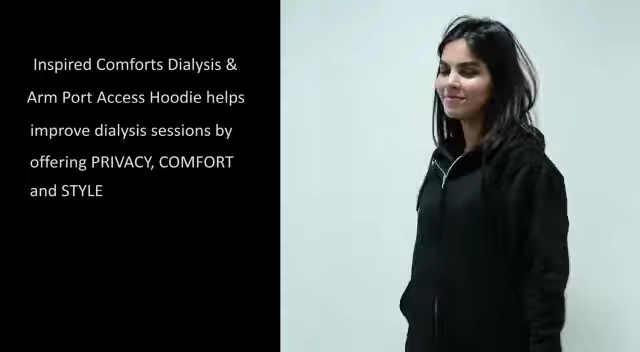 Inspired Comforts Dialysis &
Arm Port Access Hoodie helps
improve dialysis sessions by
offering PRIVACY, COMFORT
and STYLE